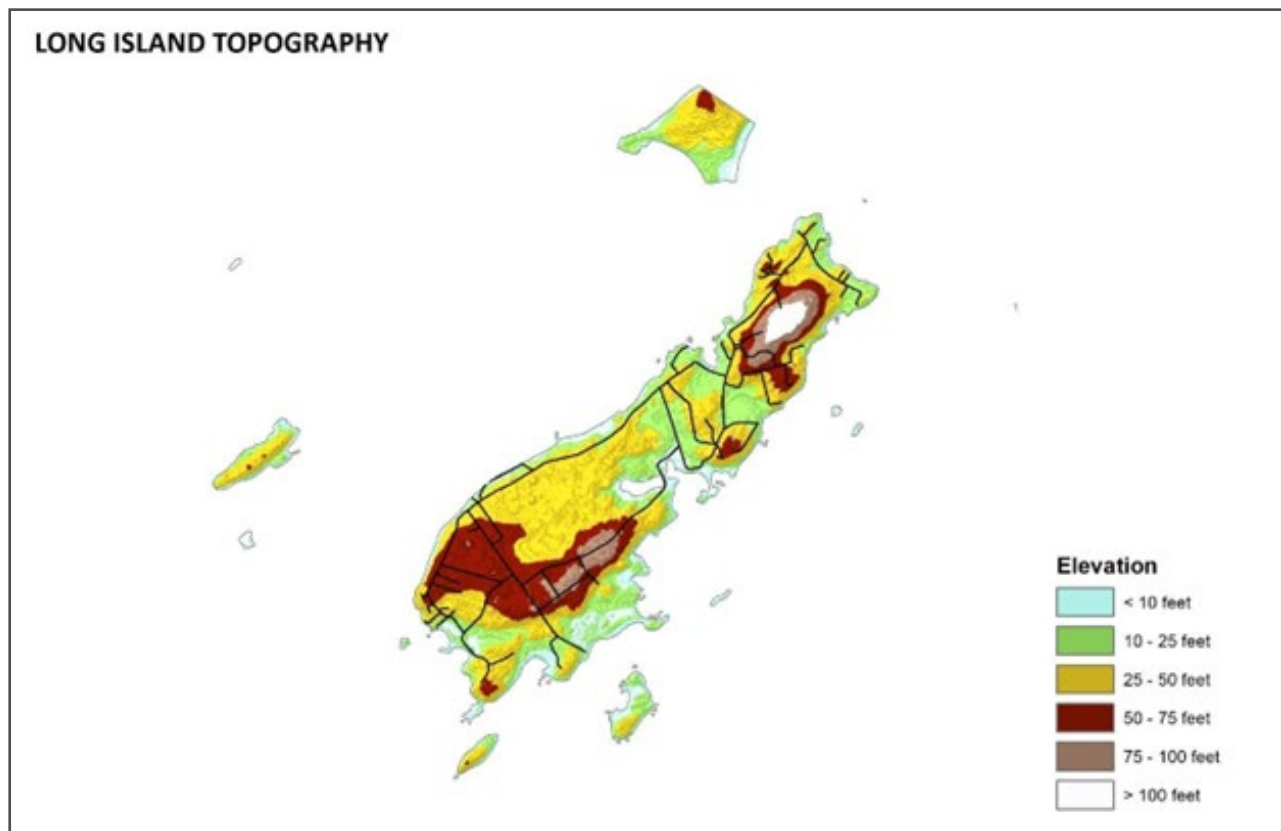 LONG ISLAND TOPOGRAPHY
Elevation
< 10 feet
10 - 25 feet
25 - 50 feet
50 - 75 feet
75 - 100 feet
> 100 feet